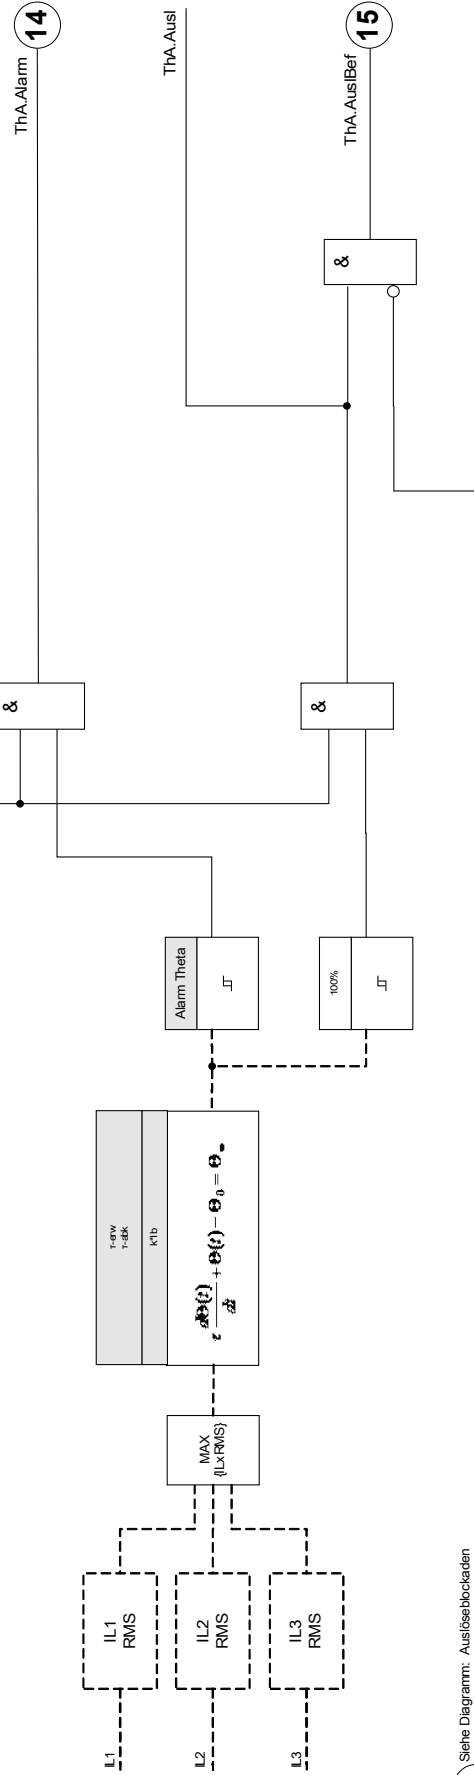 14
ThA.Alarm
ThA.Ausl
15
ThA.AuslBef
&
&
&
Alarm Theta
100%
τ-erw
τ-abk
k*Ib
MAX
{ILxRMS}
IL1
RMS
IL2
RMS
IL3
RMS
IL1
IL2
IL3
Siehe Diagramm: Auslöseblockaden